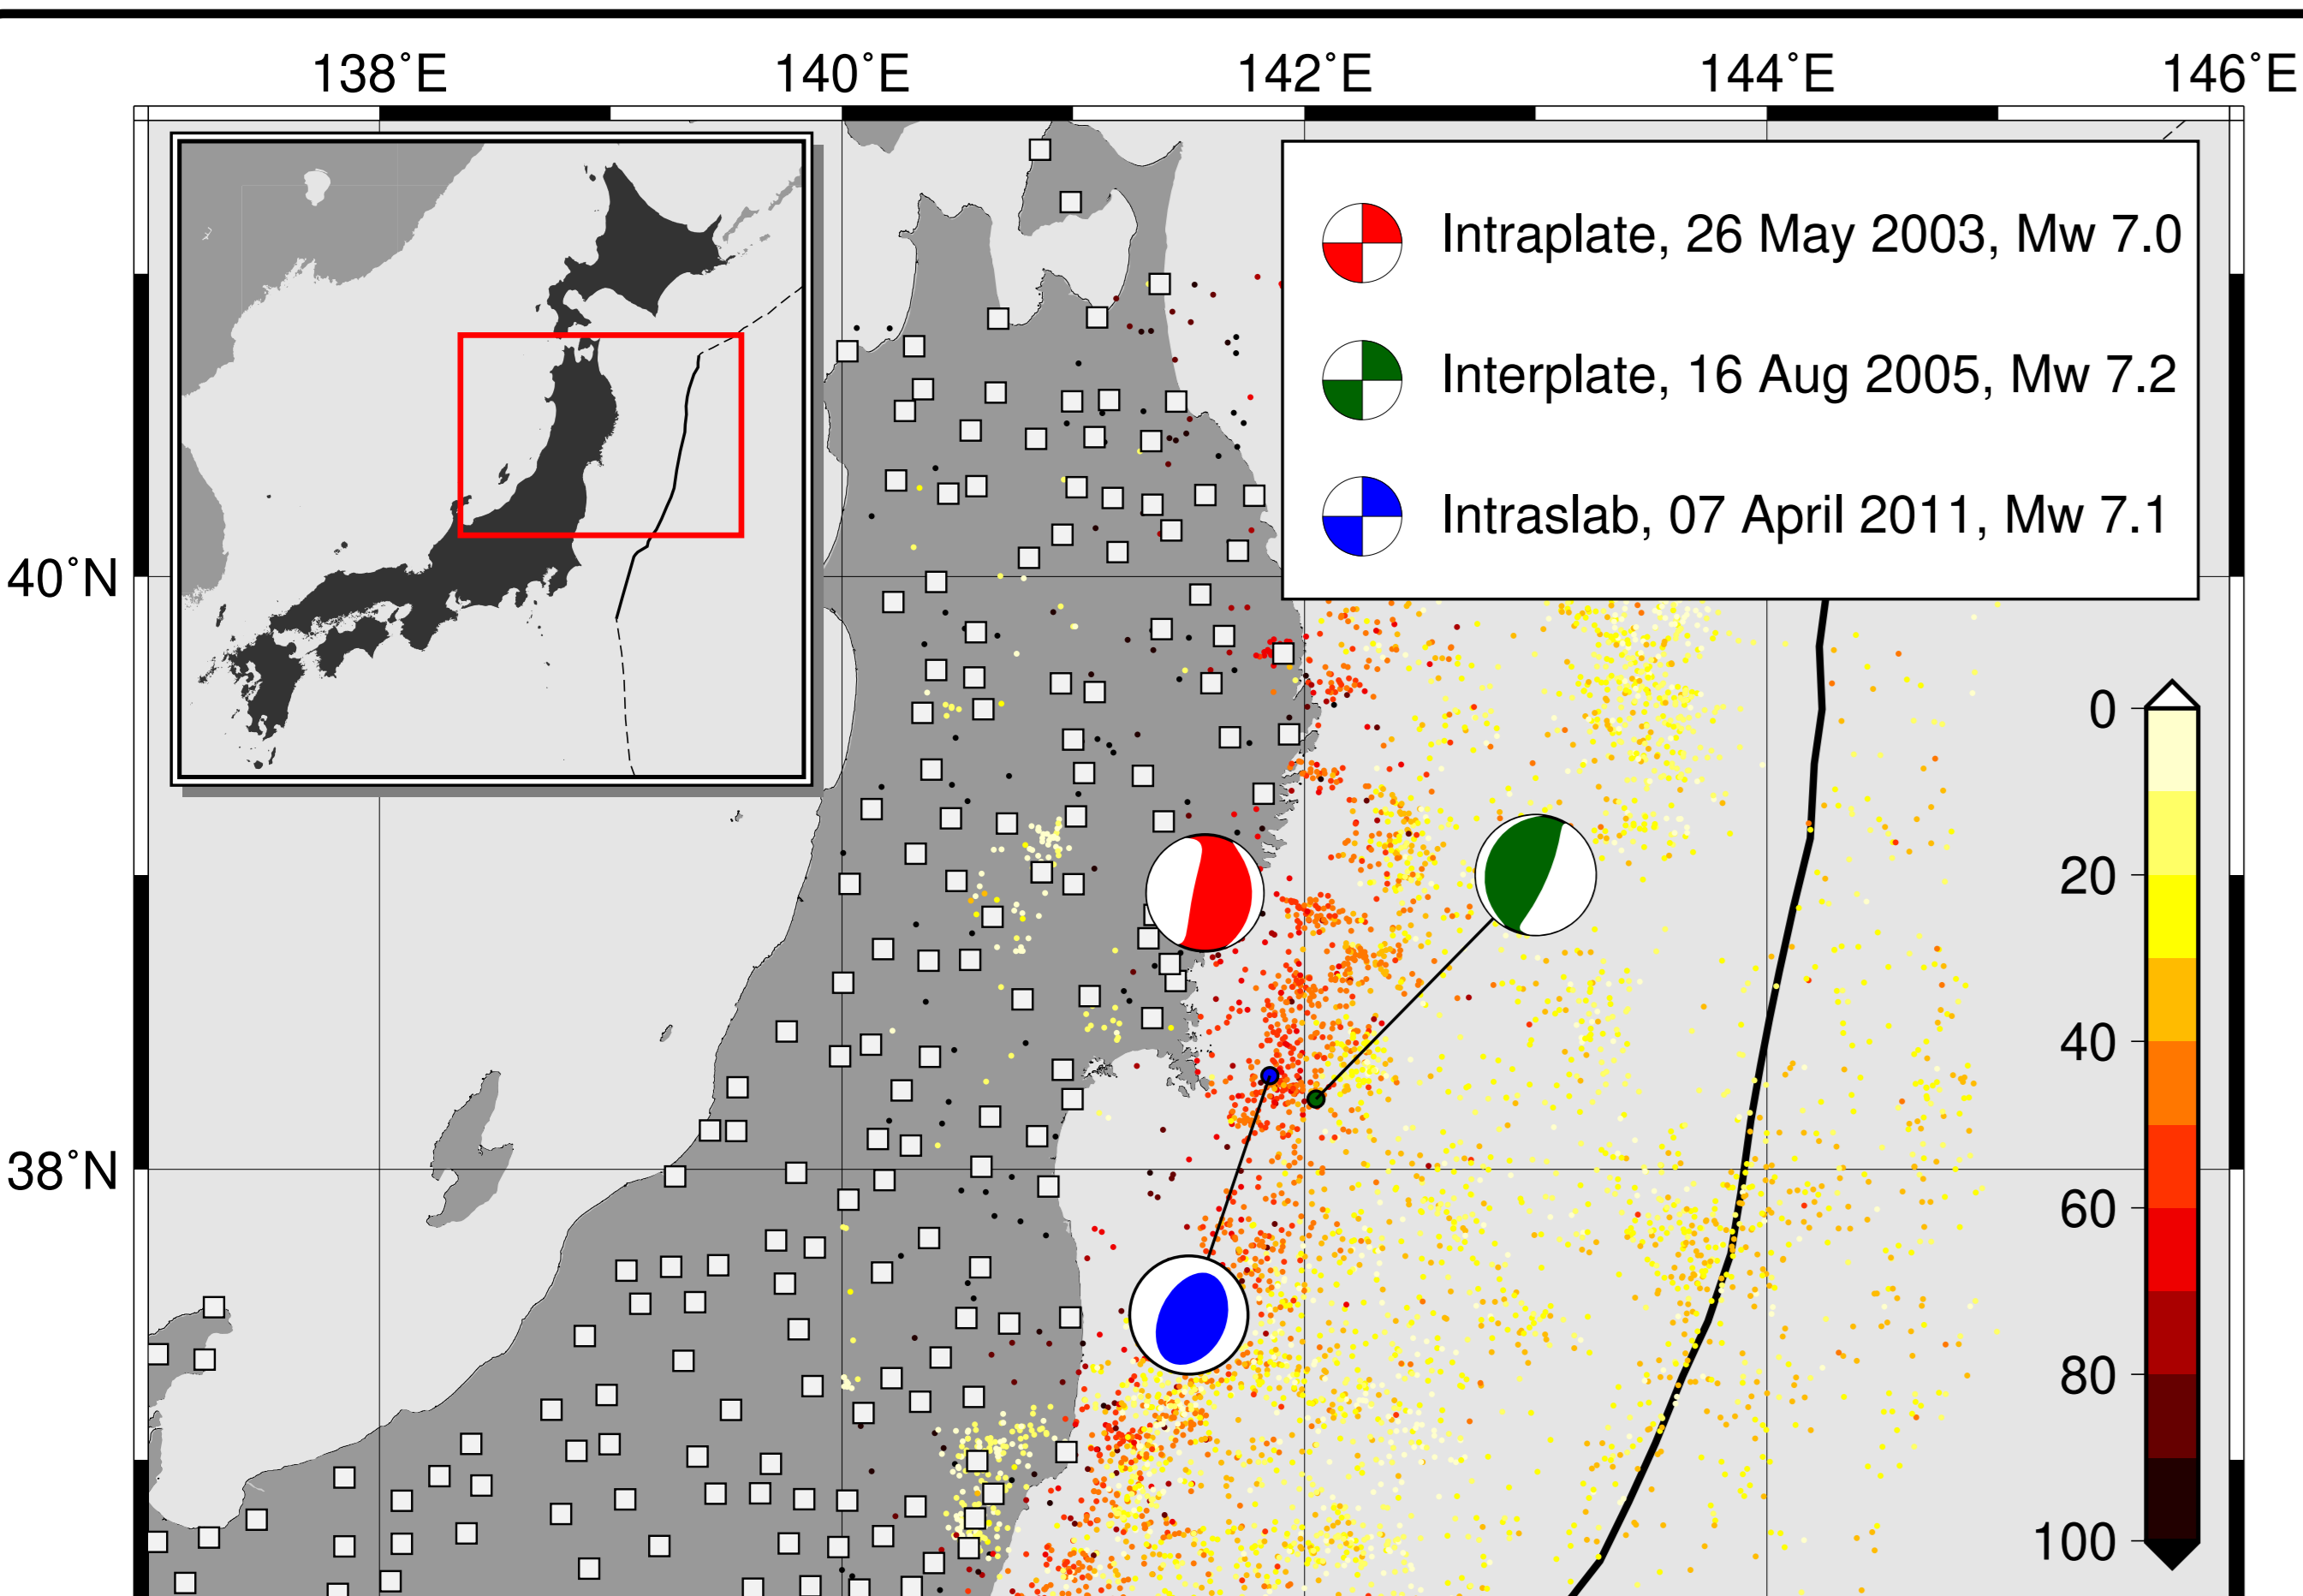 138°E 140°E 142°E 144°E 146°E
Intraplate, 26 May 2003, Mw 7.0
Interplate, 16 Aug 2005, Mw 7.2
Intraslab, 07 April 2011, Mw 7.1
40°N
38°N
0
20
40
60
80
100